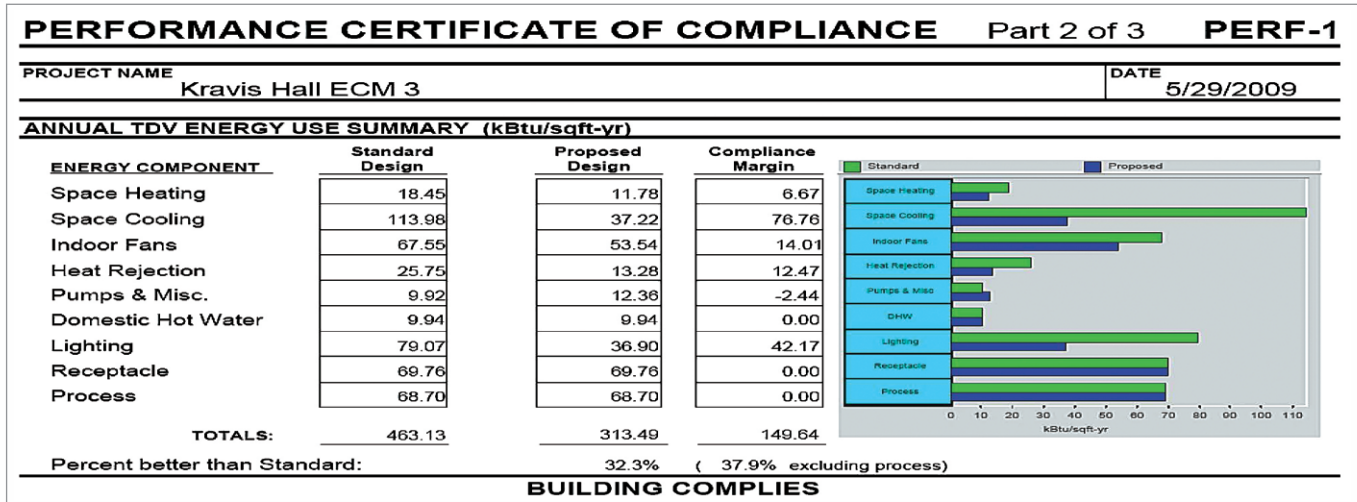 PERFORMANCE CERTIFICATE OF COMPLIANCE Part 2 of 3 PERF-1
PROJECT NAME DATE
Kravis Hall ECM 3 5/29/2009
ANNUAL TDV ENERGY USE SUMMARY (kBtu/sqft-yr)
ENERGY COMPONENT Standard Design Proposed Design Compliance Margin
Space Heating 18.45 11.78 6.67
Space Cooling 113.98 37.22 76.76
Indoor Fans 67.55 53.54 14.01
Heat Rejection 25.75 13.28 12.47
Pumps & Misc. 9.92 12.36 -2.44
Domestic Hot Water 9.94 9.94 0.00
Lighting 79.07 36.90 42.17
Receptacle 69.76 69.76 0.00
Process 68.70 68.70 0.00
TOTALS: 463.13 313.49 149.64
Standard Proposed
Space Heating
Space Cooling
Indoor Fans
Heat Rejection
Pumps & Misc
DHW
Lighting
Receptacle
Process
0 10 20 30 40 50 60 70 80 90 100 110
kBtu/sqft-yr
Percent better than Standard: 32.3% ( 37.9% excluding process)
BUILDING COMPLIES